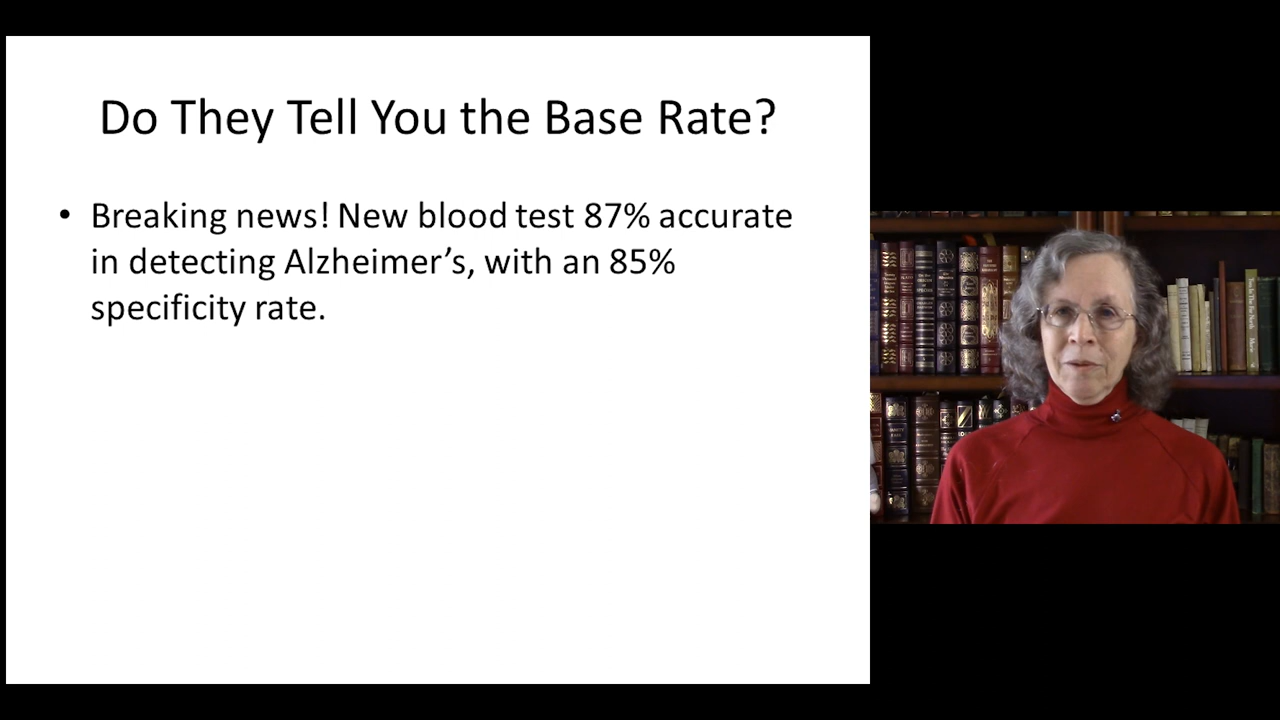 Do They Tell You the Base Rate?
• Breaking news! New blood test 87% accurate
in detecting Alzheimer’s, with an 85%
specificity rate.